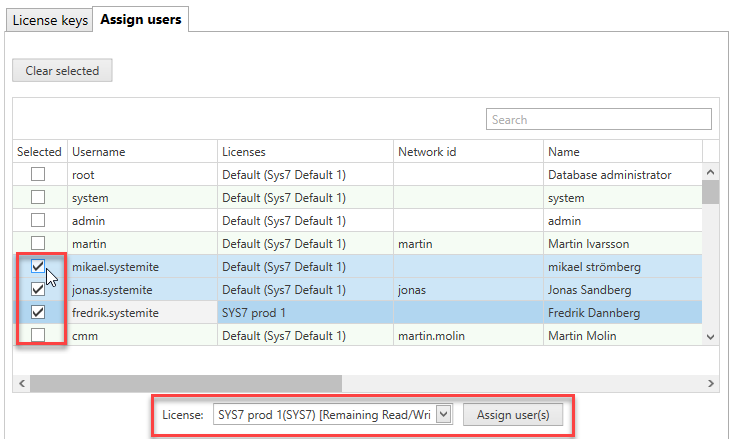 License keys Assign users
Clear selected
Search
Selected Username Licenses Network id Name
root Default (Sys7 Default 1) Database administrator
system Default (Sys7 Default 1) system
admin Default (Sys7 Default 1) admin
martin Default (Sys7 Default 1) martin Martin Ivarsson
mikael.systemite Default (Sys7 Default 1) mikael strömberg
jonas.systemite Default (Sys7 Default 1) jonas Jonas Sandberg
fredrik.systemite SYS7 prod 1 Fredrik Dannberg
cmm Default (Sys7 Default 1) martin.molin Martin Molin
License: SYS7 prod 1(SYS7) [Remaining Read/Wri Assign user(s)